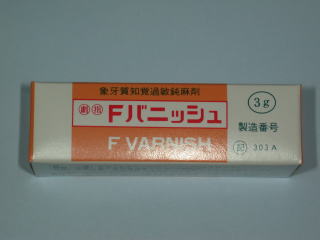 象牙質知覚過敏鈍麻剤
劇 指 Fバニッシュ
F VARNISH
3g
製造番号
記 303A